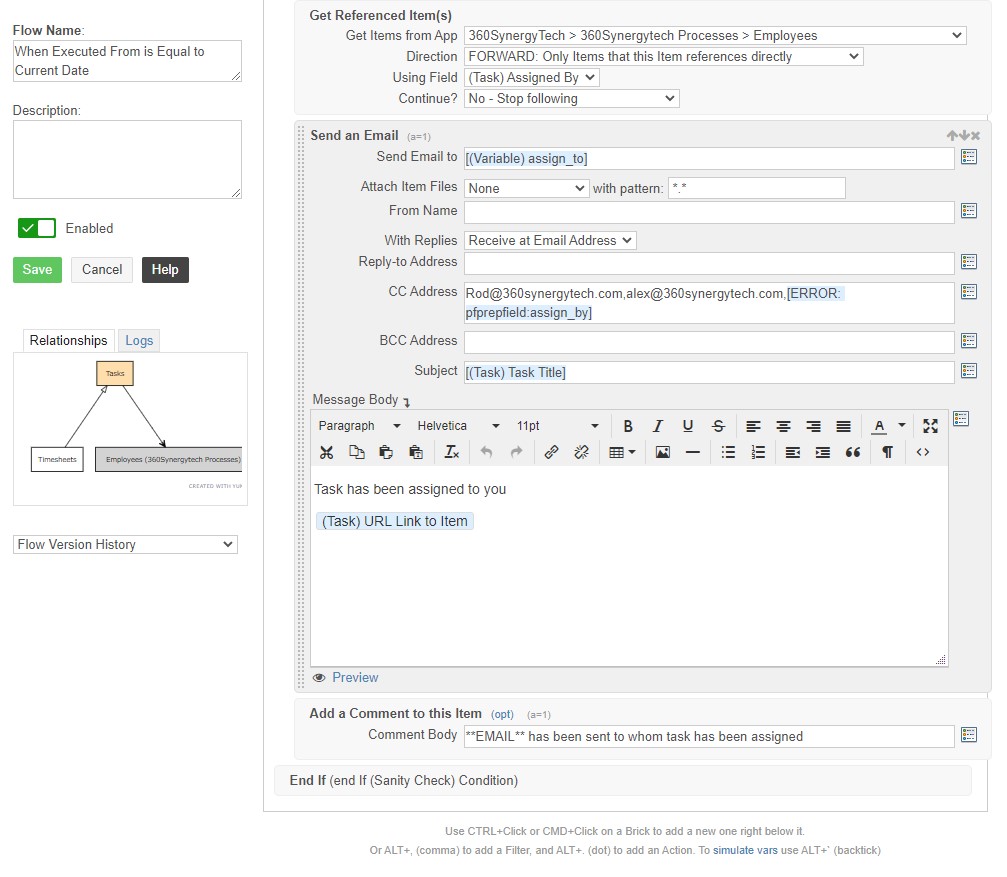 Flow Name:
When Executed From is Equal to
Current Date
Description:
Enabled
Save
Cancel
Help
Relationships
Logs
Tasks
Timesheets
Employees (360Synergytech Processes)
CREATED WITH YUF
Flow Version History
Get Referenced Item(s)
Get Items from App 360SynergyTech > 360Synergytech Processes > Employees
Direction FORWARD: Only Items that this Item references directly
Using Field (Task) Assigned By
Continue? No - Stop following
Send an Email (a=1)
Send Email to [(Variable) assign_to]
Attach Item Files None with pattern: *.*
From Name
With Replies Receive at Email Address
Reply-to Address
CC Address Rod@360synergytech.com,alex@360synergytech.com,[ERROR:
pfprepfield:assign_by]
BCC Address
Subject [(Task) Task Title]
Message Body
Paragraph Helvetica 11pt B I U S A
Task has been assigned to you
(Task) URL Link to Item
Preview
Add a Comment to this Item (opt) (a=1)
Comment Body **EMAIL** has been sent to whom task has been assigned
End If (end If (Sanity Check) Condition)
Use CTRL+Click or CMD+Click on a Brick to add a new one right below it.
Or ALT+, (comma) to add a Filter, and ALT+. (dot) to add an Action. To simulate vars use ALT+` (backtick)